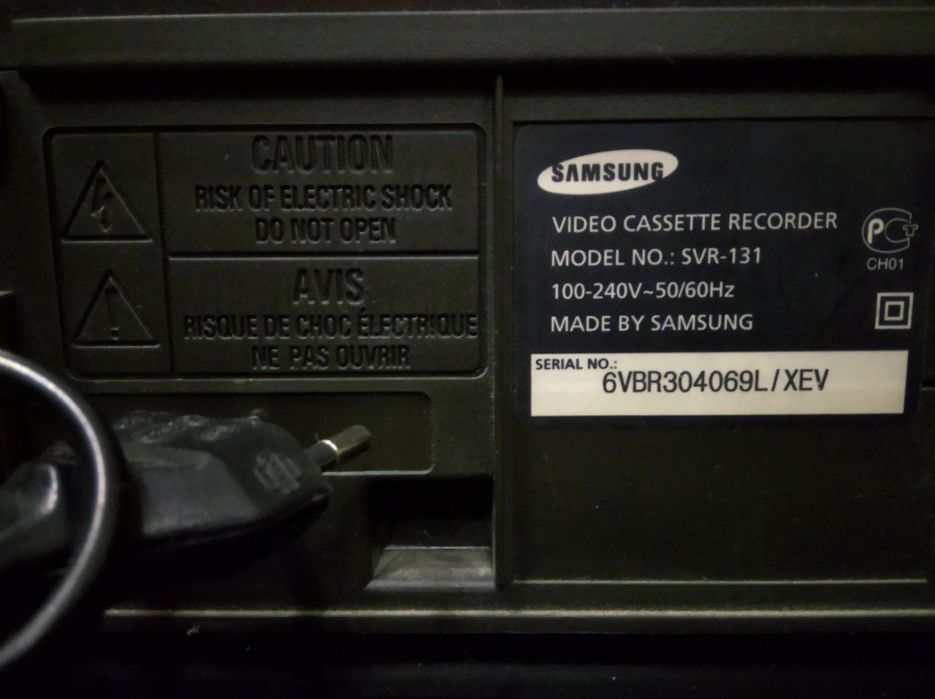 CAUTION
RISK OF ELECTRIC SHOCK
DO NOT OPEN
AVIS
RISQUE DE CHOC ÉLECTRIQUE
NE PAS OUVRIR
SAMSUNG
VIDEO CASSETTE RECORDER
MODEL NO.: SVR-131
100-240V~50/60Hz
MADE BY SAMSUNG
PCT
CH01
SERIAL NO.:
6VBR304069L/XEV